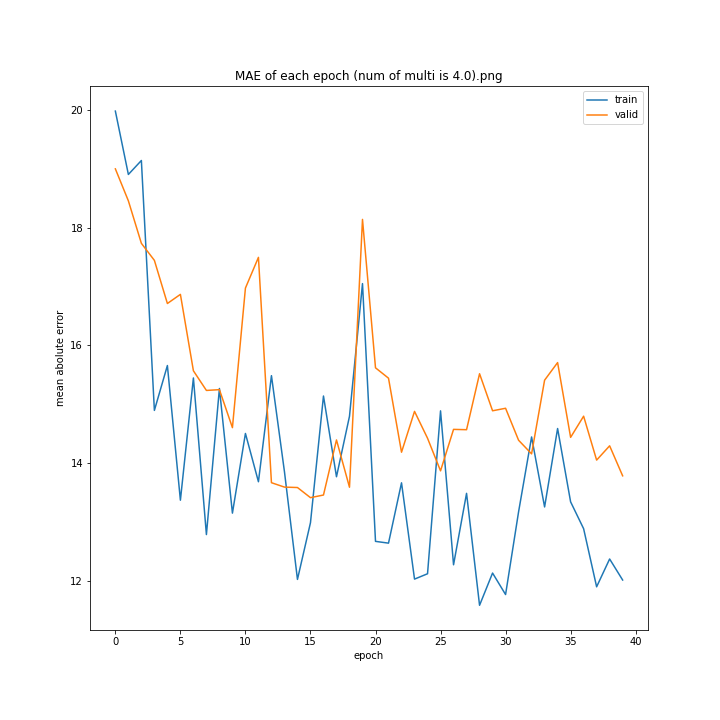 MAE of each epoch (num of multi is 4.0).png
train
valid
20
18
16
14
12
mean abolute error
0 5 10 15 20 25 30 35 40
epoch